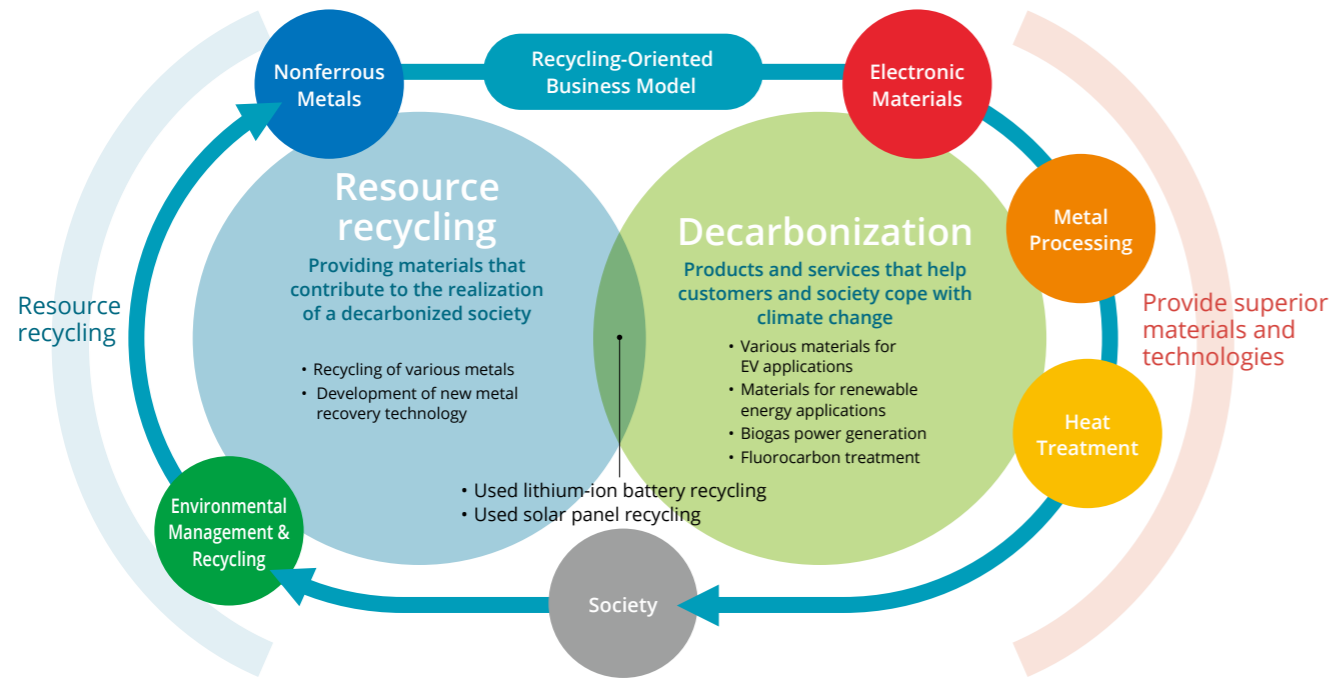 Nonferrous
Metals
Recycling-Oriented
Business Model
Electronic
Materials
Metal
Processing
Heat
Treatment
Society
Environmental
Management &
Recycling
Resource
recycling
Provide superior
materials and
technologies
Resource
recycling
Providing materials that
contribute to the realization
of a decarbonized society
• Recycling of various metals
• Development of new metal
recovery technology
Decarbonization
Products and services that help
customers and society cope with
climate change
• Various materials for
EV applications
• Materials for renewable
energy applications
• Biogas power generation
• Fluorocarbon treatment
• Used lithium-ion battery recycling
• Used solar panel recycling